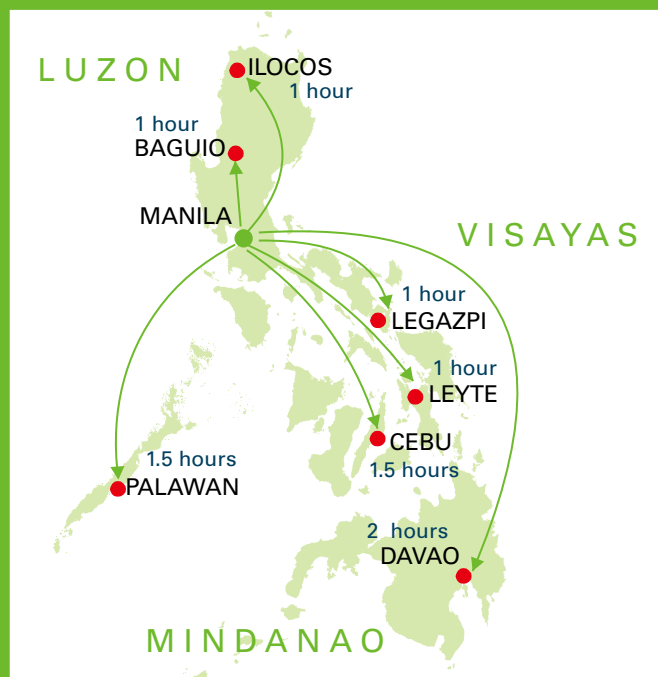 LUZON
ILOCOS
1 hour
1 hour
BAGUIO
MANILA
VISAYAS
1 hour
LEGAZPI
1 hour
LEYTE
CEBU
1.5 hours
1.5 hours
PALAWAN
2 hours
DAVAO
MINDANAO